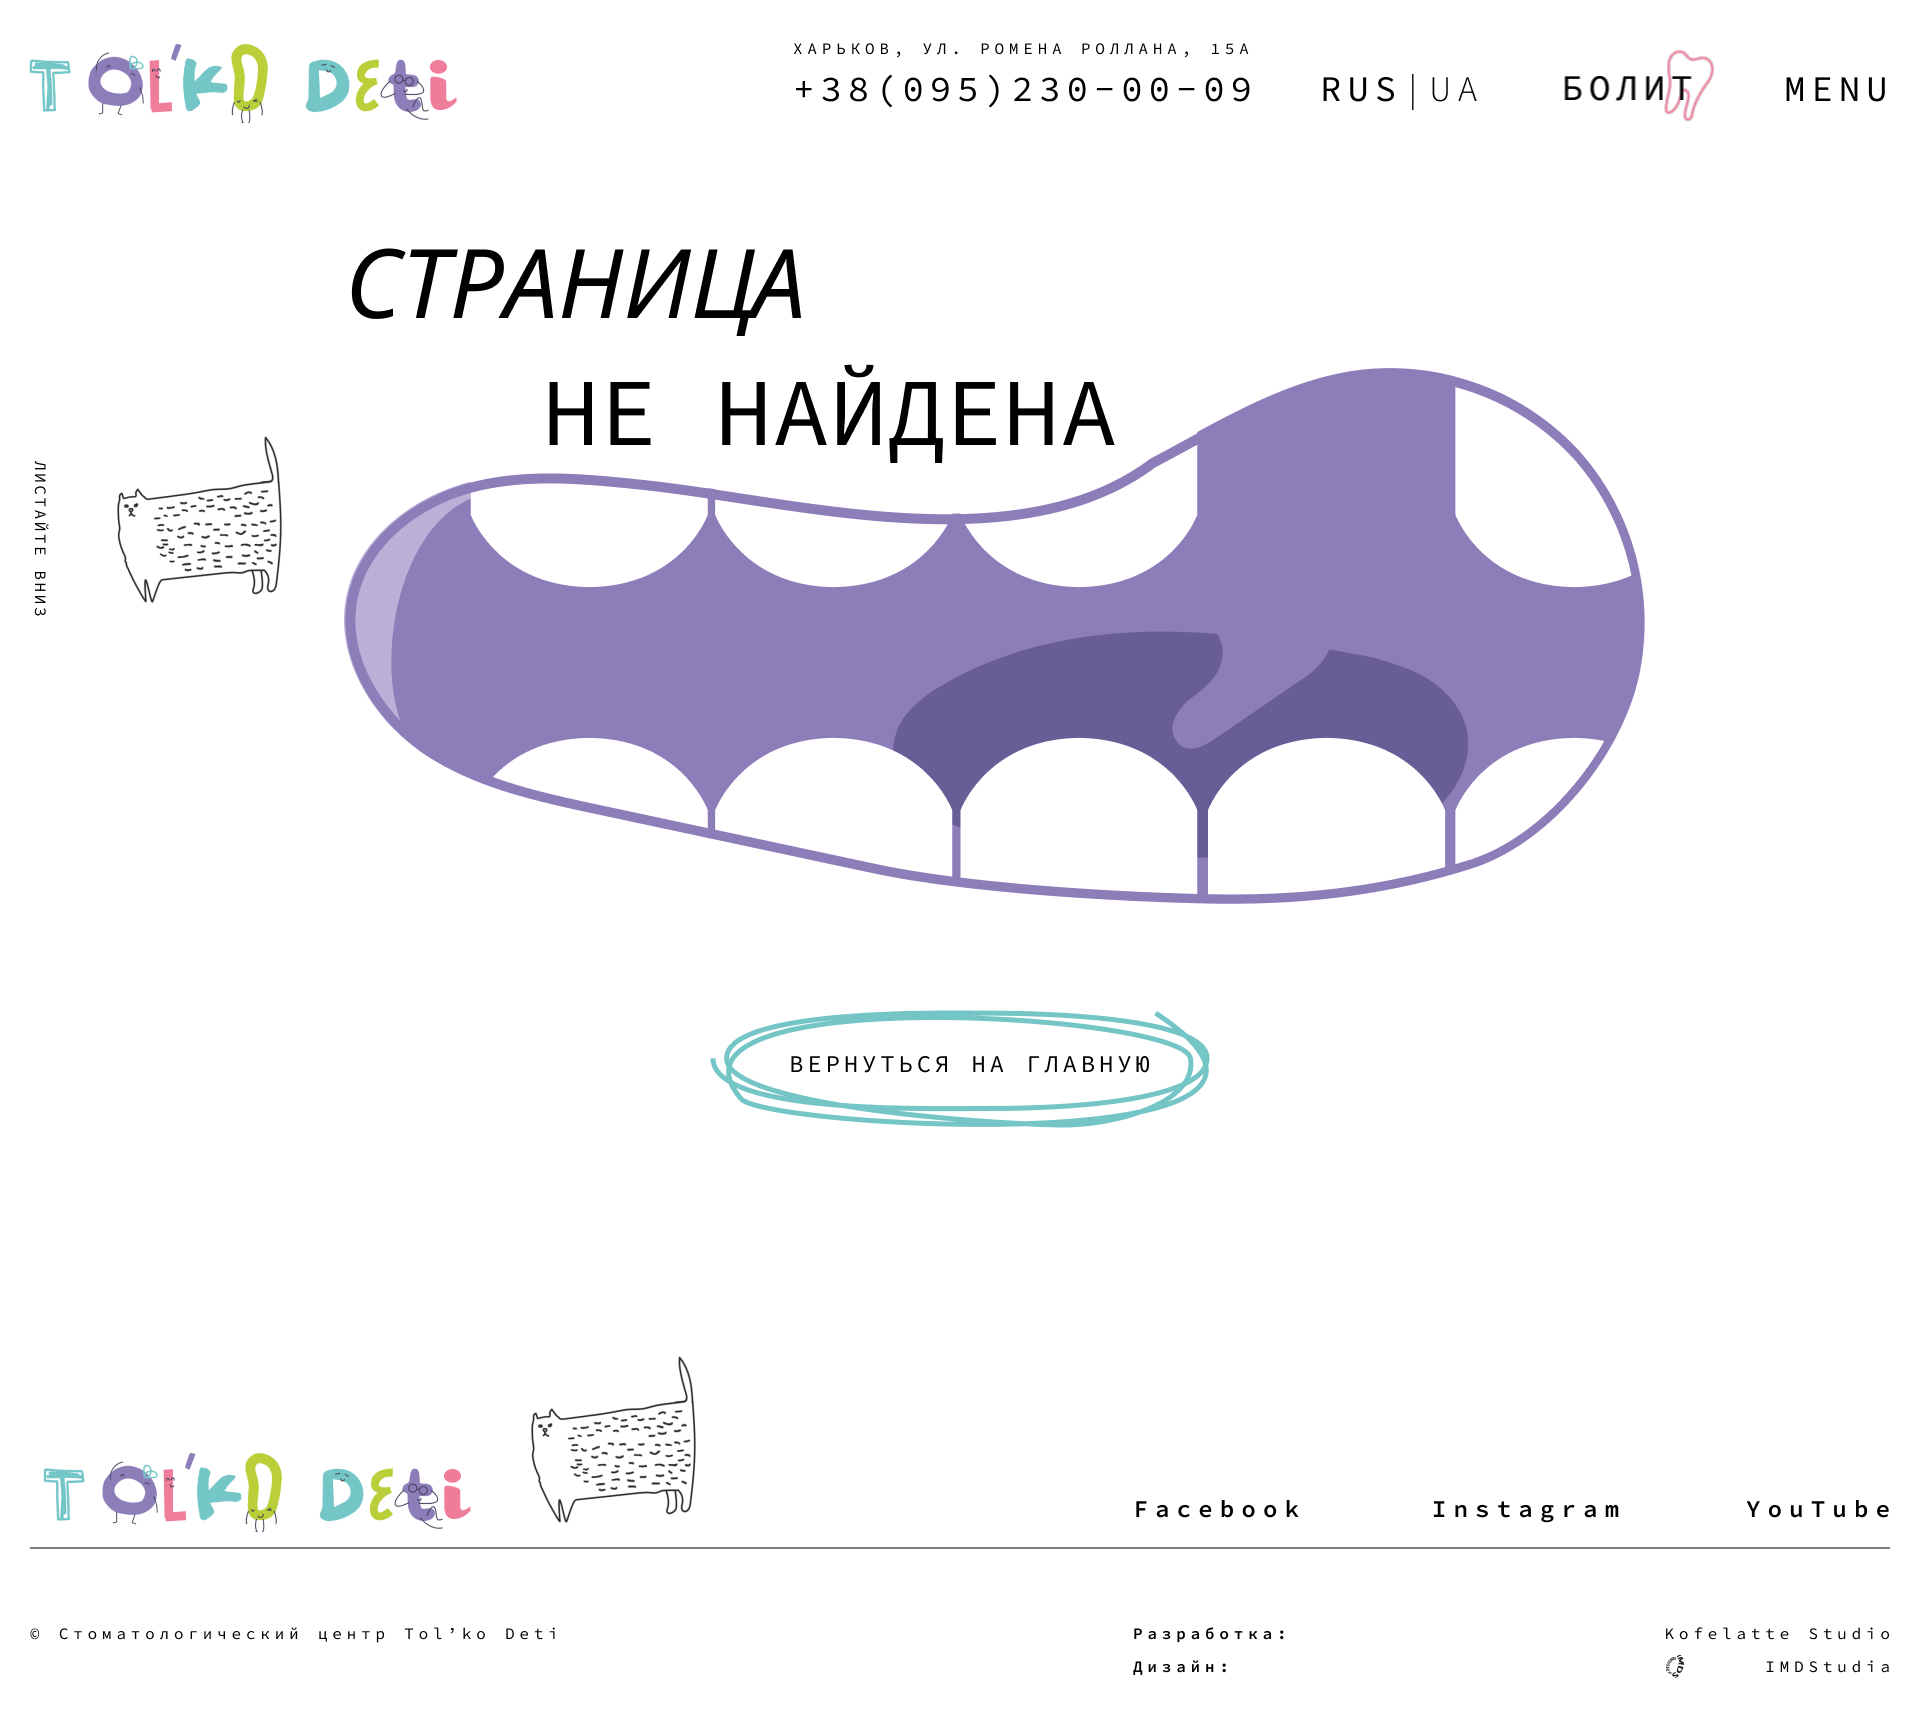 TOL'KO Deti
ХАРЬКОВ, УЛ. РОМЕНА РОЛЛАНА, 15А
+38(095)230-00-09
RUS|UA
БОЛИТ
MENU
СТРАНИЦА
НЕ НАЙДЕНА
ЛИСТАЙТЕ ВНИЗ
ВЕРНУТЬСЯ НА ГЛАВНУЮ
TOL'KO Deti
Facebook
Instagram
YouTube
© Стоматологический центр Tol’ko Deti
Разработка:
Kofelatte Studio
Дизайн:
IMDStudia